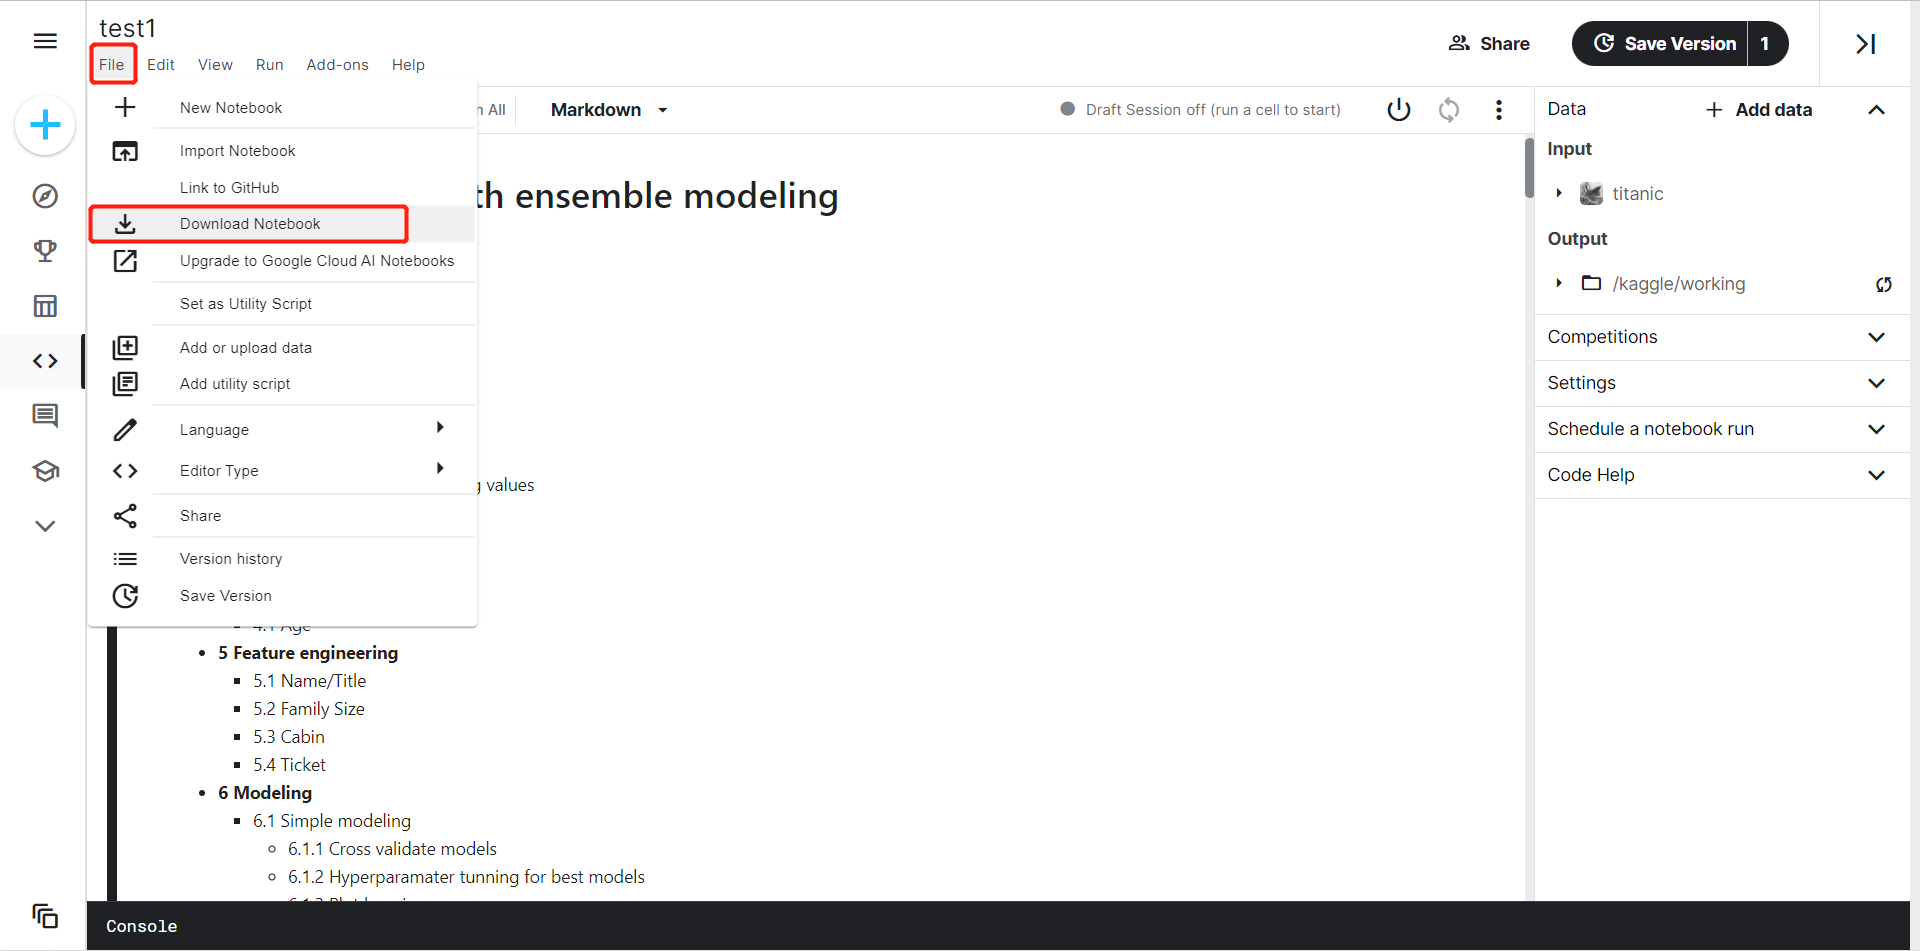 test1
File Edit View Run Add-ons Help
Share
Save Version 1
New Notebook
Import Notebook
Link to GitHub
Download Notebook
Upgrade to Google Cloud AI Notebooks
Set as Utility Script
Add or upload data
Add utility script
Language
Editor Type
Share
Version history
Save Version
All
Markdown
Draft Session off (run a cell to start)
th ensemble modeling
values
4.1 Age
5 Feature engineering
5.1 Name/Title
5.2 Family Size
5.3 Cabin
5.4 Ticket
6 Modeling
6.1 Simple modeling
6.1.1 Cross validate models
6.1.2 Hyperparamater tunning for best models
Data
Add data
Input
titanic
Output
/kaggle/working
Competitions
Settings
Schedule a notebook run
Code Help
Console